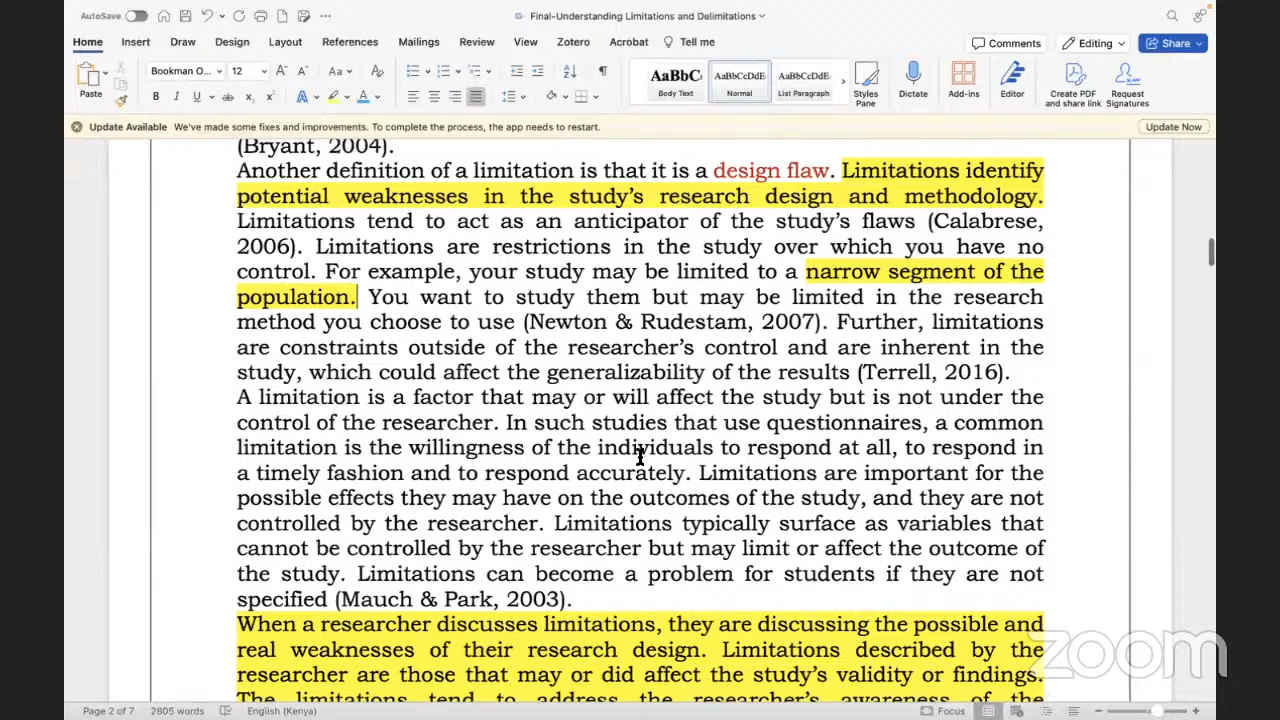 AutoSave
Final-Understanding Limitations and Delimitations
Home Insert Draw Design Layout References Mailings Review View Zotero Acrobat Tell me Comments Editing Share
Paste
Bookman O... 12
AaBbC Body Text
AaBbCcDdE Normal
AaBbCcDdE List Paragraph
Styles Pane
Dictate
Add-ins
Editor
Create PDF and share link
Request Signatures
Update Available We've made some fixes and improvements. To complete the process, the app needs to restart. Update Now
(Bryant, 2004).
Another definition of a limitation is that it is a design flaw. Limitations identify
potential weaknesses in the study's research design and methodology.
Limitations tend to act as an anticipator of the study's flaws (Calabrese,
2006). Limitations are restrictions in the study over which you have no
control. For example, your study may be limited to a narrow segment of the
population. You want to study them but may be limited in the research
method you choose to use (Newton & Rudestam, 2007). Further, limitations
are constraints outside of the researcher's control and are inherent in the
study, which could affect the generalizability of the results (Terrell, 2016).
A limitation is a factor that may or will affect the study but is not under the
control of the researcher. In such studies that use questionnaires, a common
limitation is the willingness of the individuals to respond at all, to respond in
a timely fashion and to respond accurately. Limitations are important for the
possible effects they may have on the outcomes of the study, and they are not
controlled by the researcher. Limitations typically surface as variables that
cannot be controlled by the researcher but may limit or affect the outcome of
the study. Limitations can become a problem for students if they are not
specified (Mauch & Park, 2003).
When a researcher discusses limitations, they are discussing the possible and
real weaknesses of their research design. Limitations described by the
researcher are those that may or did affect the study's validity or findings.
The limitations tend to address the researcher's awareness of the
zoom
Page 2 of 7 2805 words English (Kenya) Focus